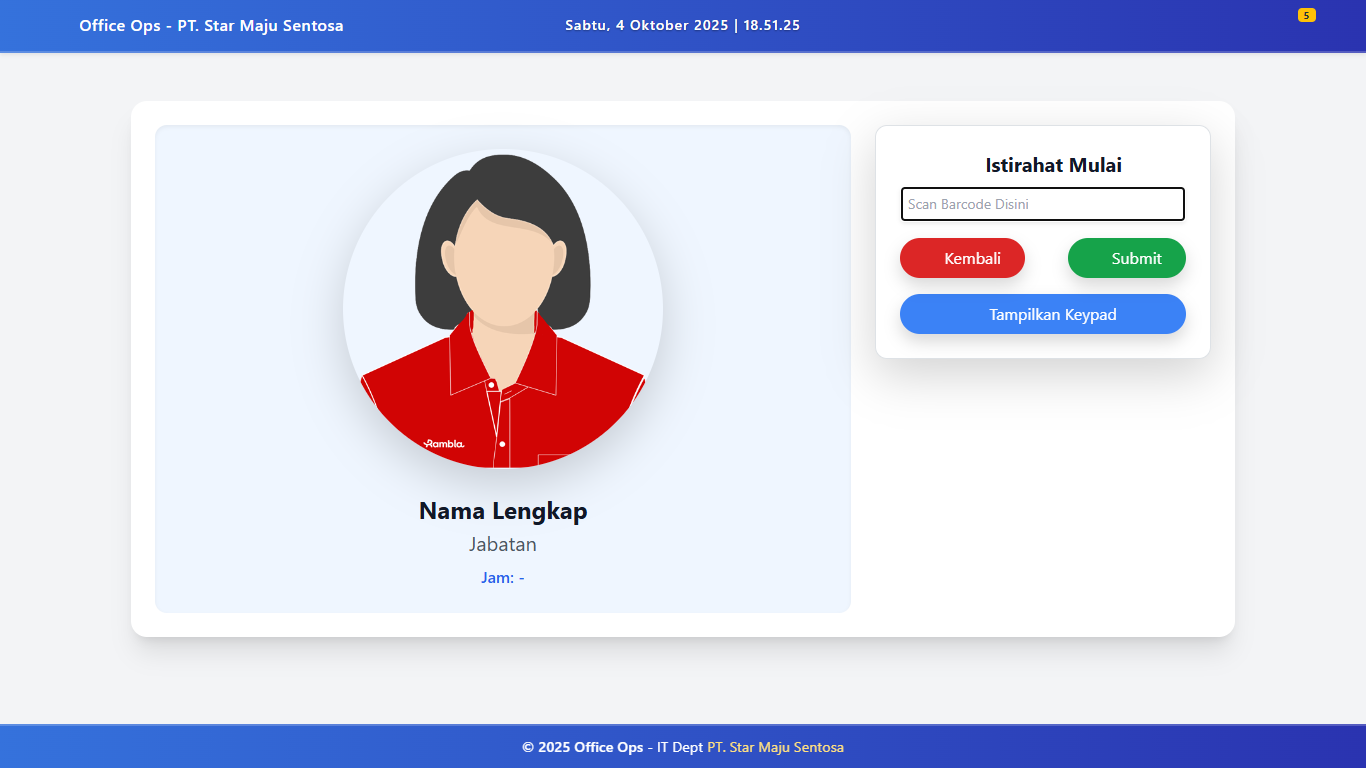 Office Ops - PT. Star Maju Sentosa
Sabtu, 4 Oktober 2025 | 18.51.25
5
Rambla
Nama Lengkap
Jabatan
Jam: -
Istirahat Mulai
Scan Barcode Disini
Kembali
Submit
Tampilkan Keypad
© 2025 Office Ops - IT Dept PT. Star Maju Sentosa